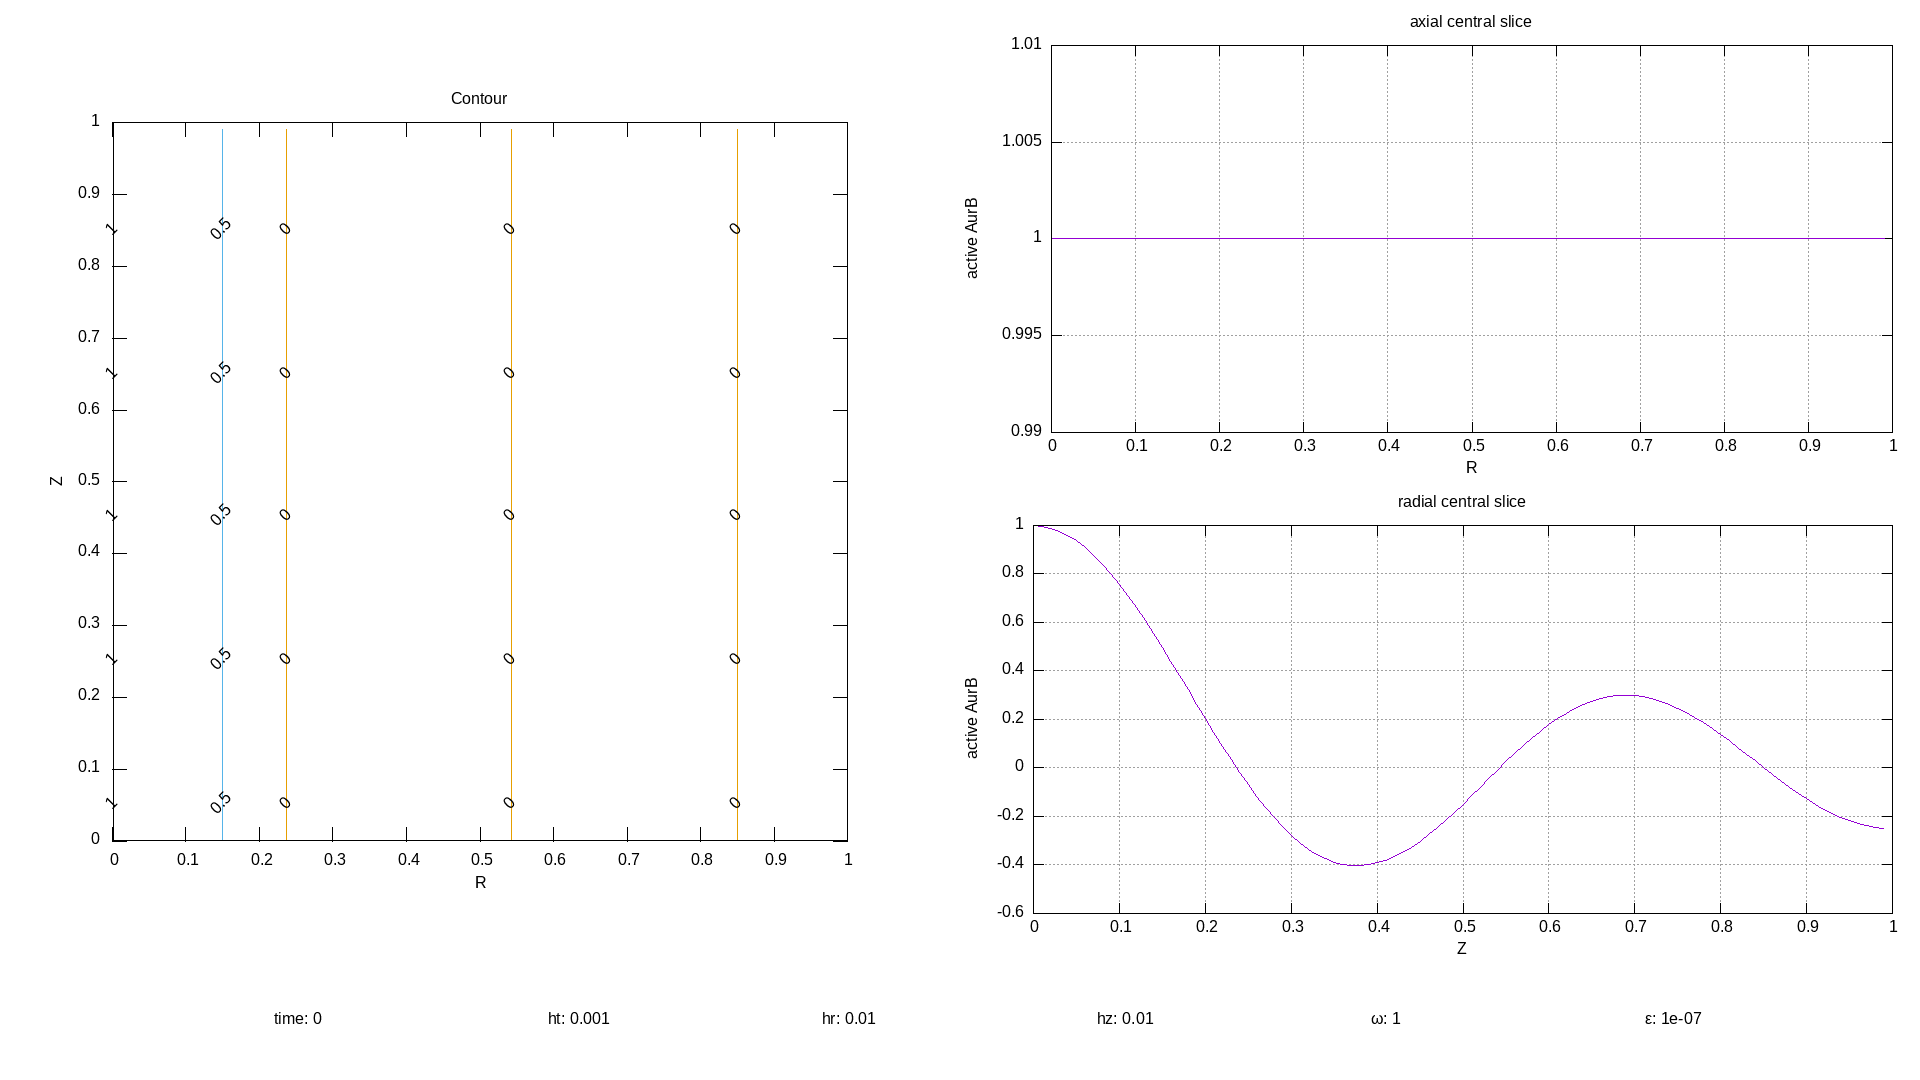 Contour
1
0.9
0.8
0.7
0.6
0.5
0.4
0.3
0.2
0.1
0
Z
1 0.5 0 0 0
1 0.5 0 0 0
1 0.5 0 0 0
1 0.5 0 0 0
1 0.5 0 0 0
0 0.1 0.2 0.3 0.4 0.5 0.6 0.7 0.8 0.9 1
R
axial central slice
1.01
1.005
1
0.995
0.99
active AurB
0 0.1 0.2 0.3 0.4 0.5 0.6 0.7 0.8 0.9 1
R
radial central slice
1
0.8
0.6
0.4
0.2
0
-0.2
-0.4
-0.6
active AurB
0 0.1 0.2 0.3 0.4 0.5 0.6 0.7 0.8 0.9 1
Z
time: 0 ht: 0.001 hr: 0.01 hz: 0.01 ω: 1 ε: 1e-07